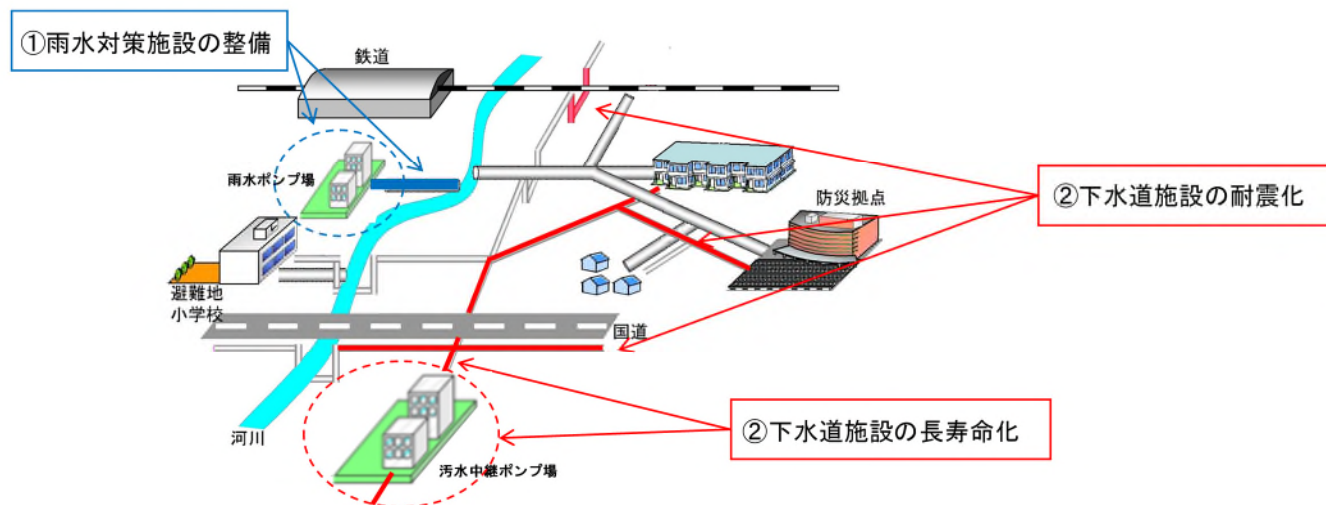 ①雨水対策施設の整備
鉄道
雨水ポンプ場
防災拠点
②下水道施設の耐震化
避難地
小学校
国道
河川
汚水中継ポンプ場
②下水道施設の長寿命化